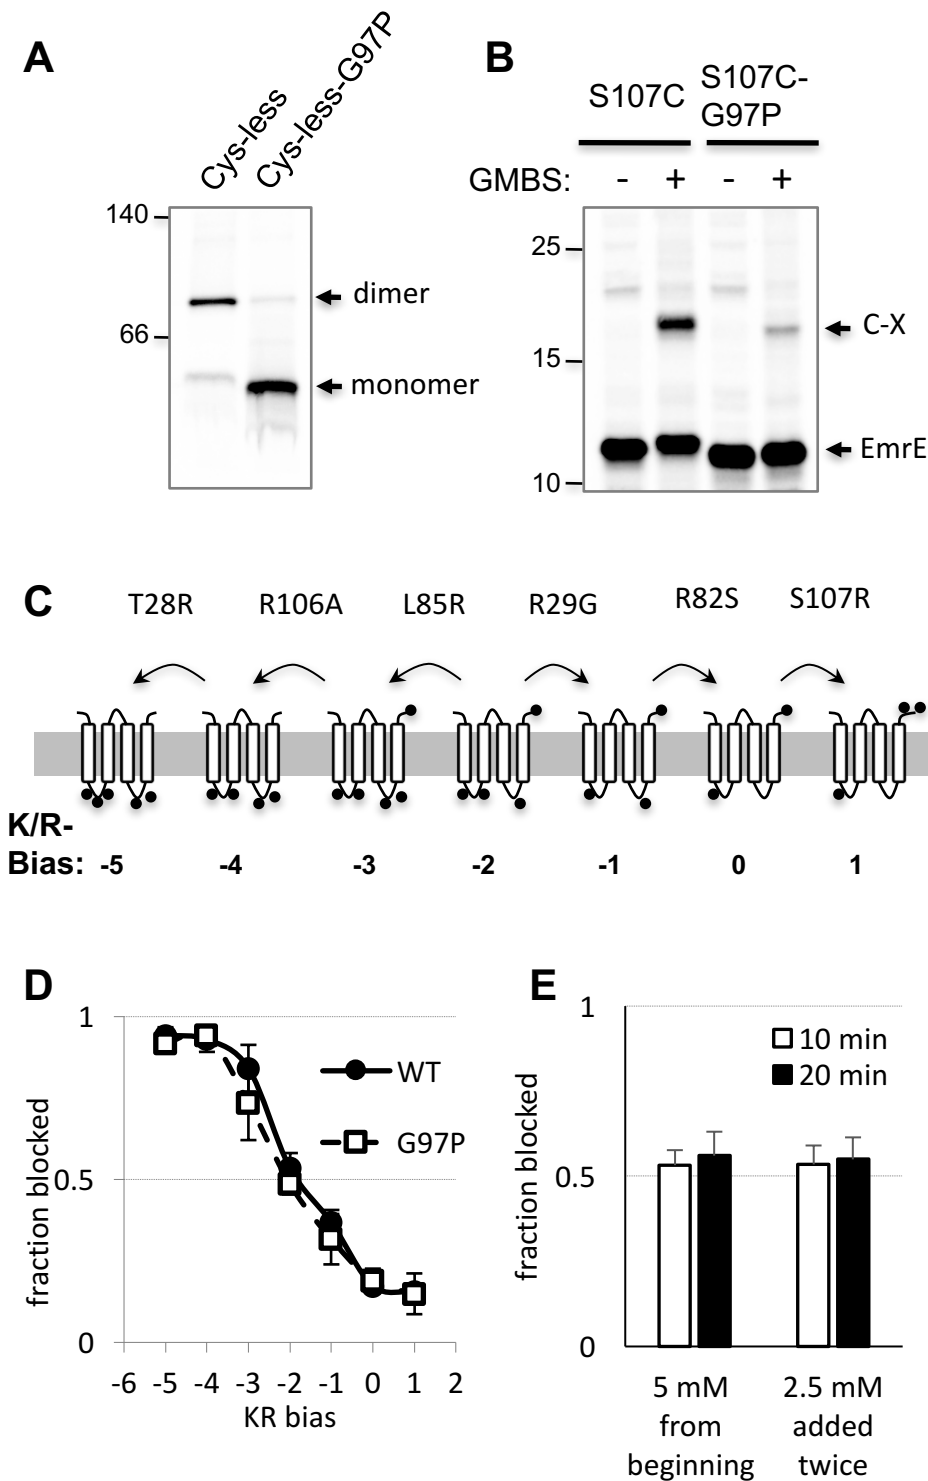 A
Cys-less
Cys-less-G97P
140
dimer
66
monomer
B
S107C
S107C-
G97P
GMBS:
- + - +
25
C-X
15
EmrE
10
C
T28R R106A L85R R29G R82S S107R
K/R-
Bias: -5 -4 -3 -2 -1 0 1
D
1
WT
G97P
0.5
0
fraction blocked
-6 -5 -4 -3 -2 -1 0 1 2
KR bias
E
1
10 min
20 min
0.5
0
fraction blocked
5 mM
from
beginning
2.5 mM
added
twice